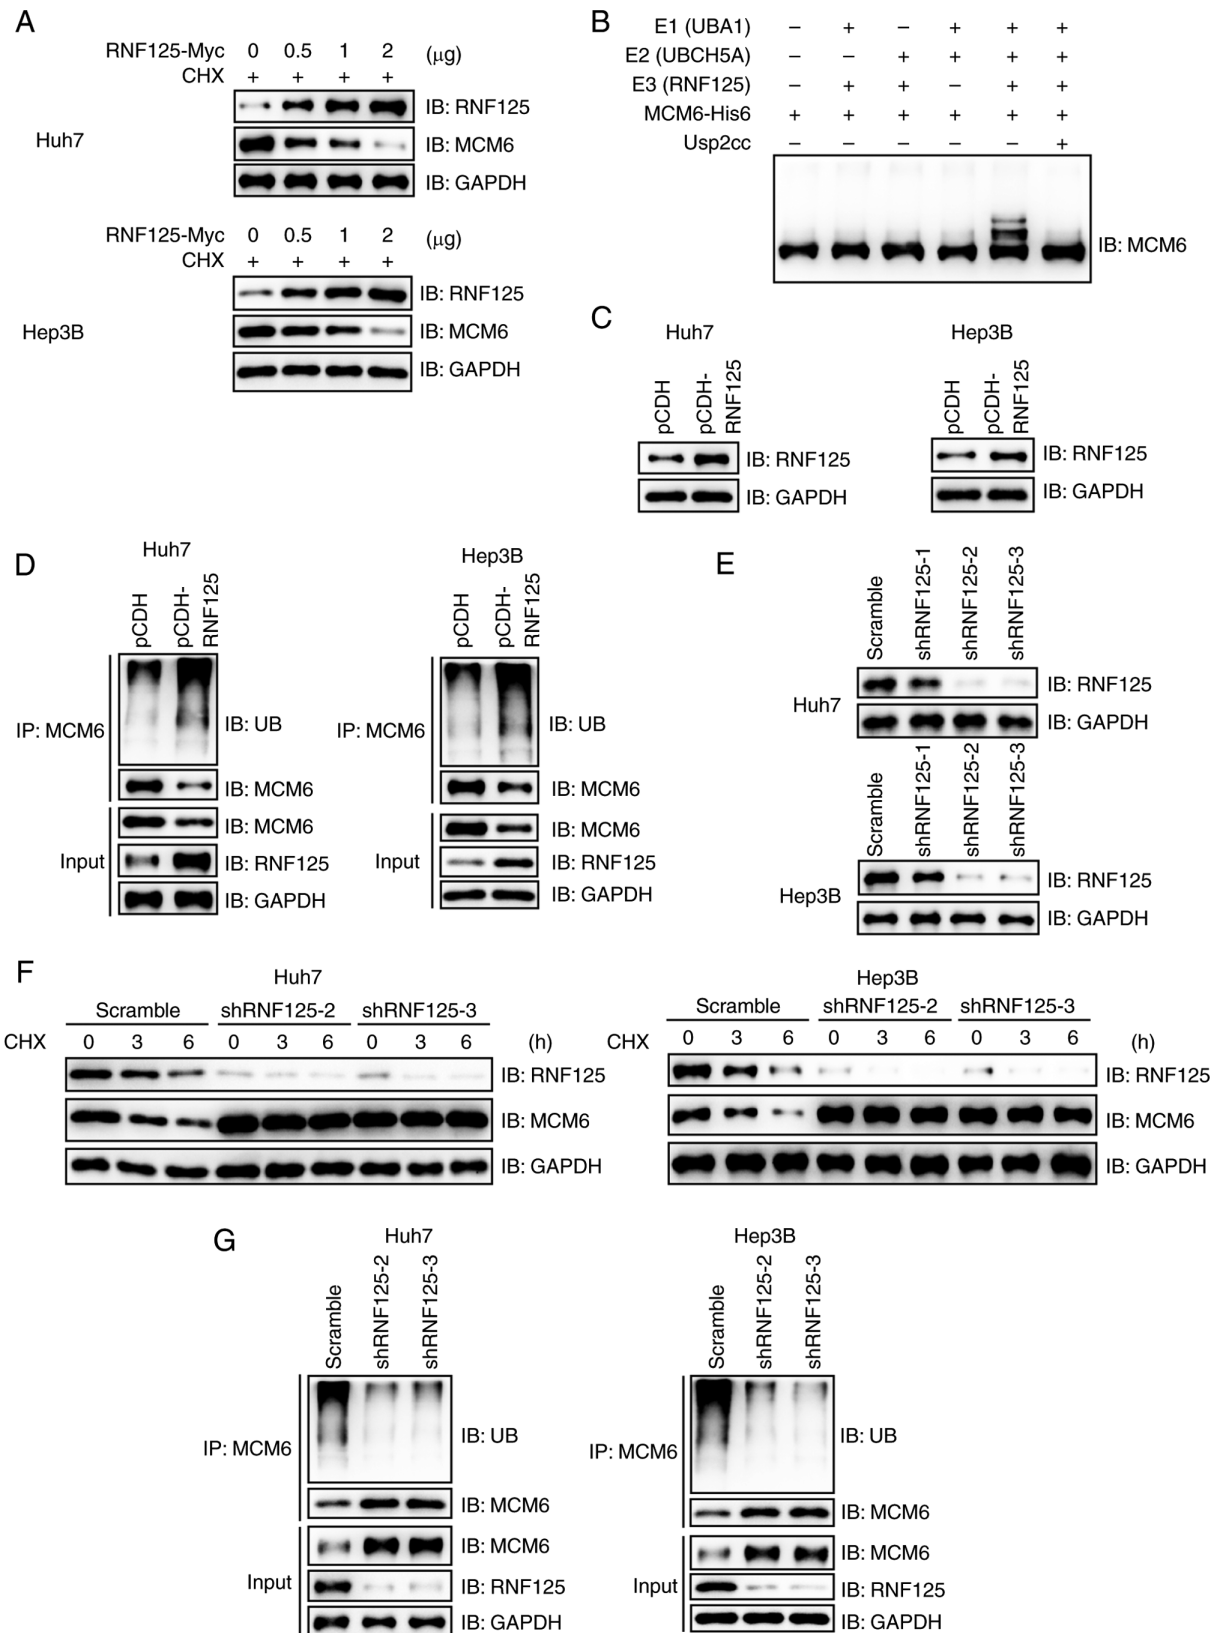 A
RNF125-Myc 0 0.5 1 2 (μg)
CHX + + + +
IB: RNF125
Huh7
IB: MCM6
IB: GAPDH
RNF125-Myc 0 0.5 1 2 (μg)
CHX + + + +
IB: RNF125
Hep3B
IB: MCM6
IB: GAPDH
B
E1 (UBA1) – + – + + +
E2 (UBCH5A) – – + + + +
E3 (RNF125) – + + – + +
MCM6-His6 + + + + + +
Usp2cc – – – – – +
IB: MCM6
C
Huh7
pCDH
pCDH-
RNF125
IB: RNF125
IB: GAPDH
Hep3B
pCDH
pCDH-
RNF125
IB: RNF125
IB: GAPDH
D
Huh7
pCDH
pCDH-
RNF125
IP: MCM6
IB: UB
IB: MCM6
IB: MCM6
Input
IB: RNF125
IB: GAPDH
Hep3B
pCDH
pCDH-
RNF125
IP: MCM6
IB: UB
IB: MCM6
IB: MCM6
Input
IB: RNF125
IB: GAPDH
E
Scramble
shRNF125-1
shRNF125-2
shRNF125-3
Huh7
IB: RNF125
IB: GAPDH
Scramble
shRNF125-1
shRNF125-2
shRNF125-3
Hep3B
IB: RNF125
IB: GAPDH
F
Huh7
Scramble shRNF125-2 shRNF125-3
CHX 0 3 6 0 3 6 0 3 6 (h)
IB: RNF125
IB: MCM6
IB: GAPDH
Hep3B
Scramble shRNF125-2 shRNF125-3
CHX 0 3 6 0 3 6 0 3 6 (h)
IB: RNF125
IB: MCM6
IB: GAPDH
G
Huh7
Scramble
shRNF125-2
shRNF125-3
IP: MCM6
IB: UB
IB: MCM6
IB: MCM6
Input
IB: RNF125
IB: GAPDH
Hep3B
Scramble
shRNF125-2
shRNF125-3
IP: MCM6
IB: UB
IB: MCM6
IB: MCM6
Input
IB: RNF125
IB: GAPDH